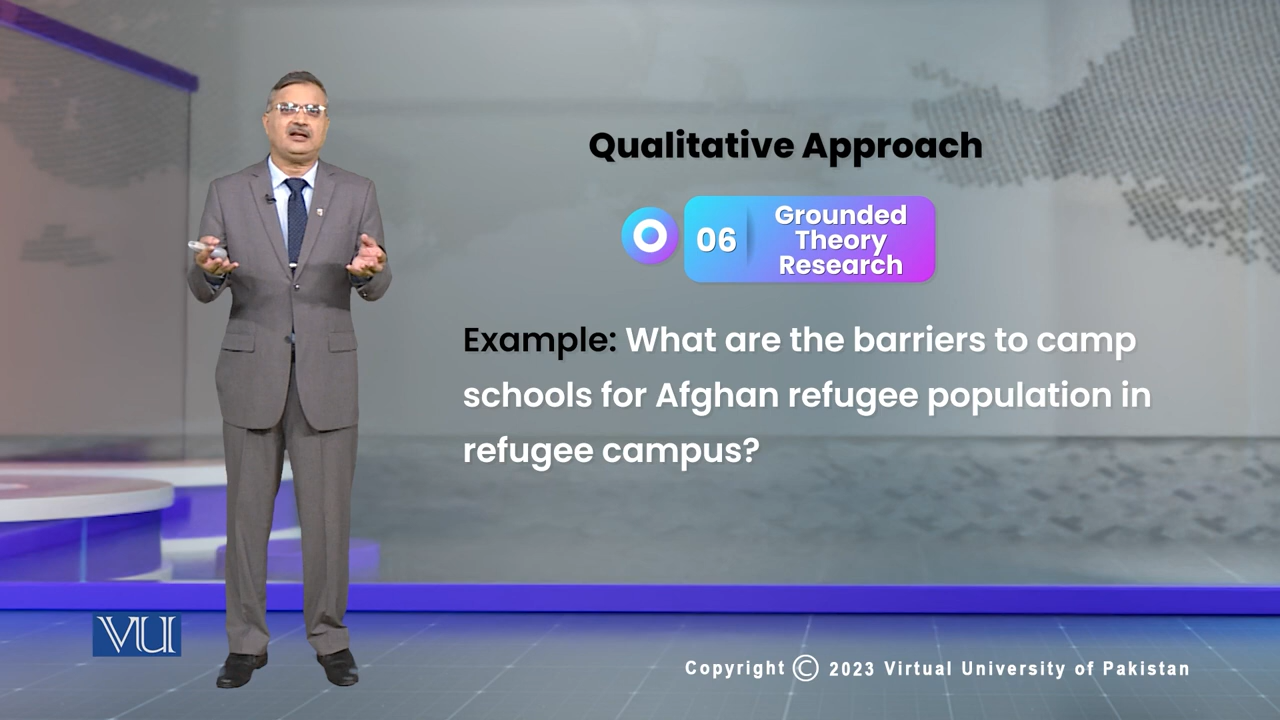 Qualitative Approach
06
Grounded
Theory
Research
Example: What are the barriers to camp
schools for Afghan refugee population in
refugee campus?
VU
Copyright © 2023 Virtual University of Pakistan